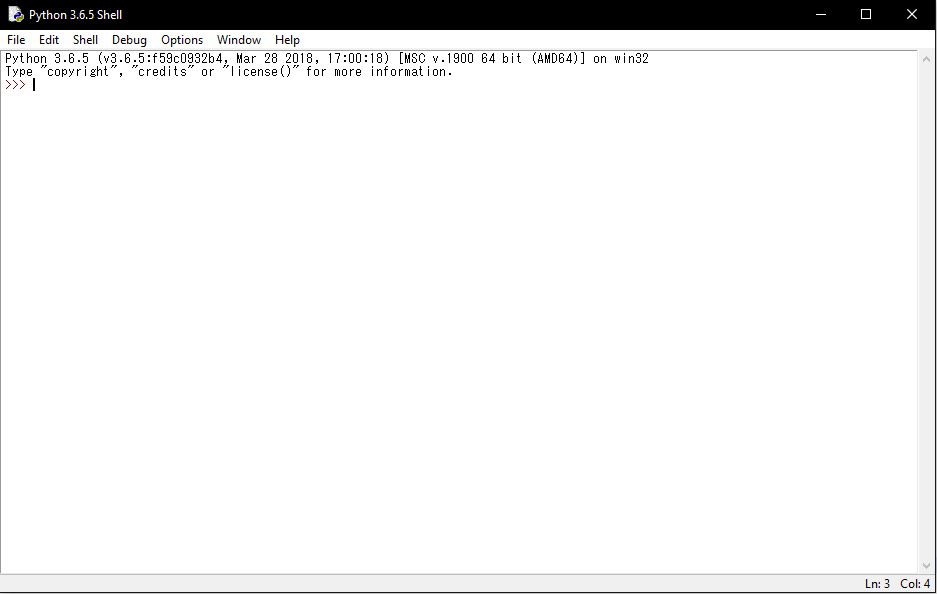 Python 3.6.5 Shell
File Edit Shell Debug Options Window Help
Python 3.6.5 (v3.6.5:f59c0932b4, Mar 28 2018, 17:00:18) [MSC v.1900 64 bit (AMD64)] on win32
Type "copyright", "credits" or "license()" for more information.
>>>
Ln: 3 Col: 4